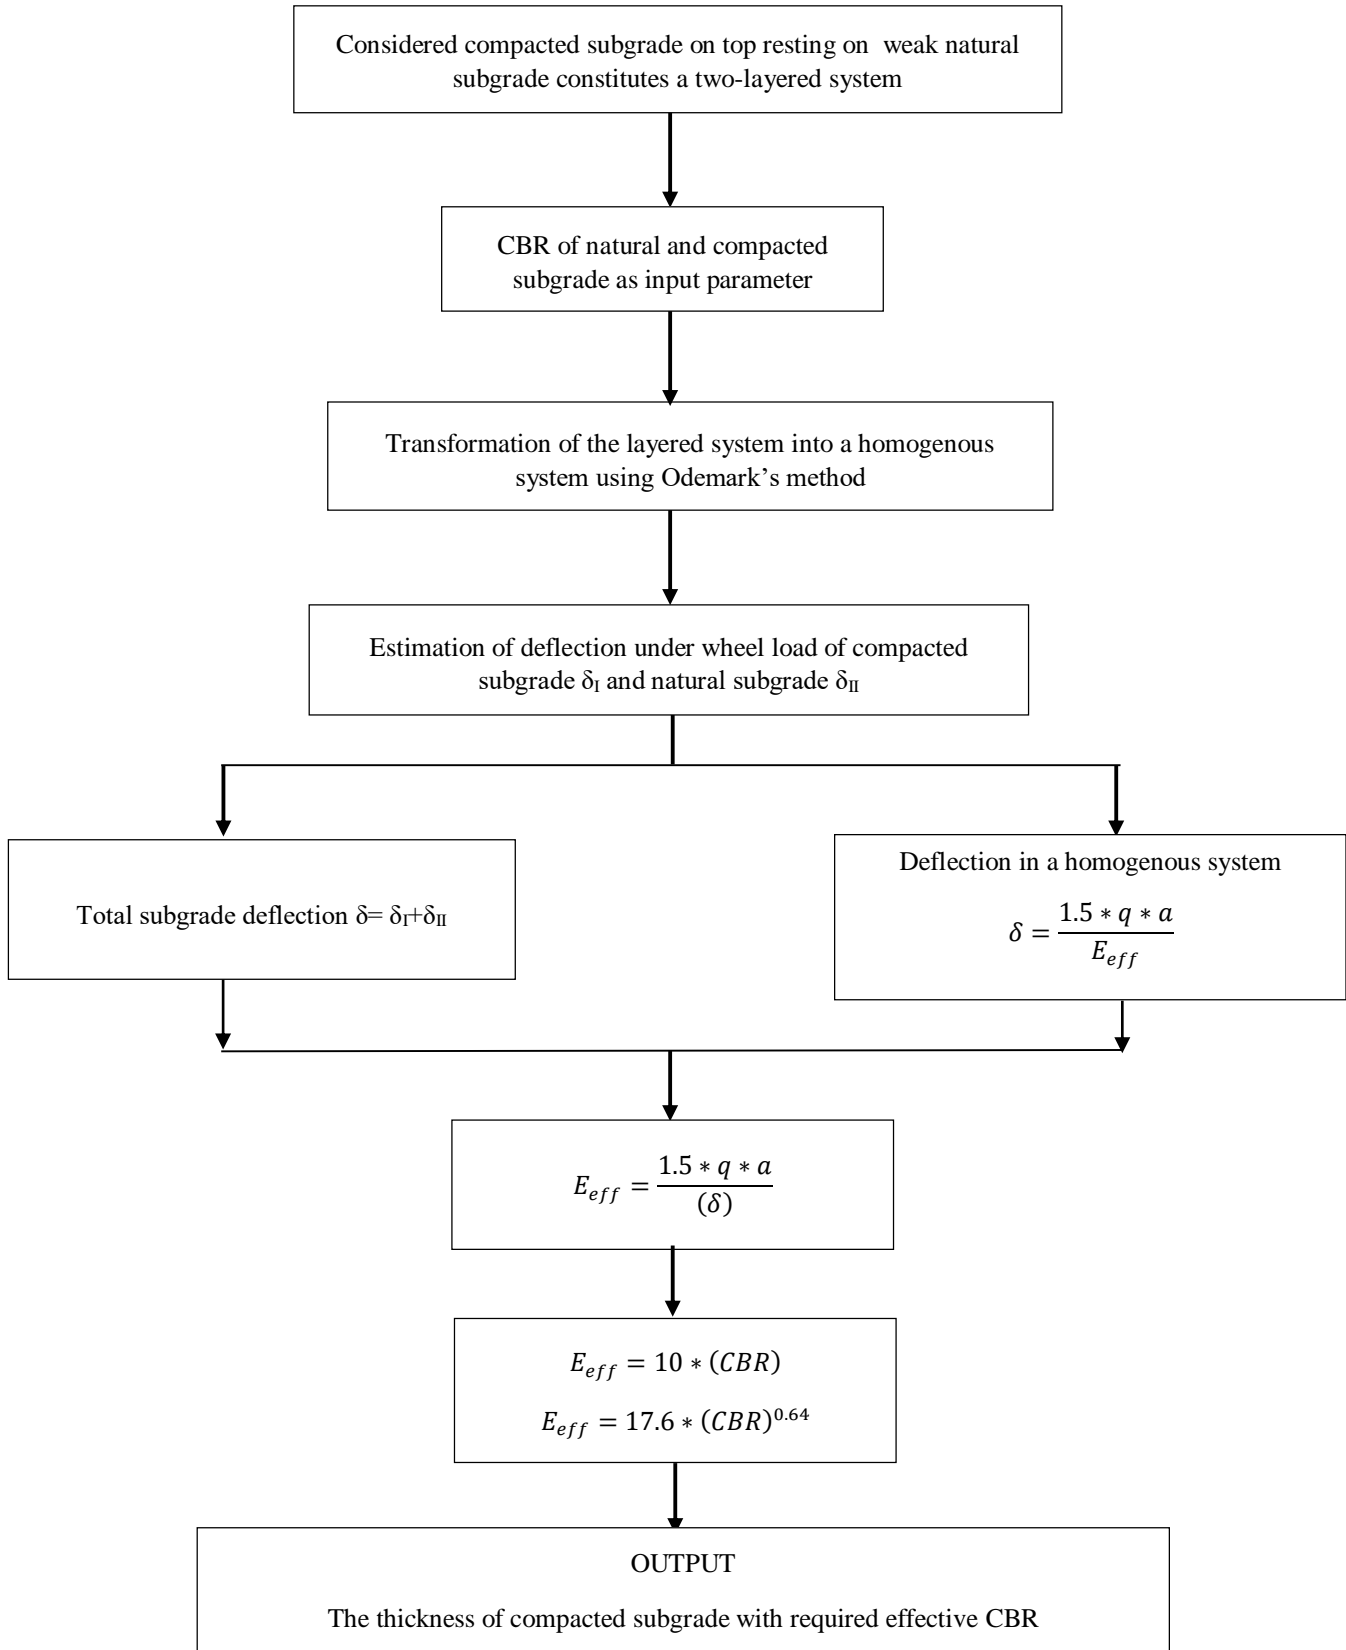 Considered compacted subgrade on top resting on weak natural
subgrade constitutes a two-layered system
CBR of natural and compacted
subgrade as input parameter
Transformation of the layered system into a homogenous
system using Odemark’s method
Estimation of deflection under wheel load of compacted
subgrade δ_I and natural subgrade δ_II
Total subgrade deflection δ= δ_I+δ_II
Deflection in a homogenous system
δ = (1.5 * q * a) / E_eff
E_eff = (1.5 * q * a) / (δ)
E_eff = 10 * (CBR)
E_eff = 17.6 * (CBR)^0.64
OUTPUT
The thickness of compacted subgrade with required effective CBR